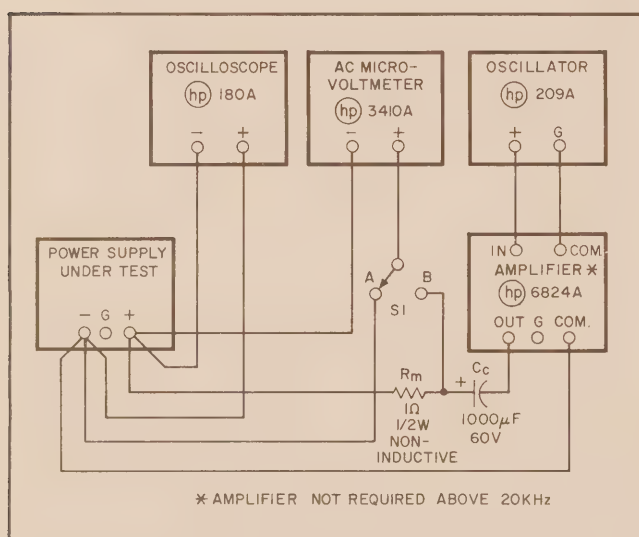 OSCILLOSCOPE
hp 180A
− +
AC MICRO-
VOLTMETER
hp 3410A
− +
OSCILLATOR
hp 209A
+ G
POWER SUPPLY
UNDER TEST
− G +
A B
S1
IN COM.
AMPLIFIER *
hp 6824A
OUT G COM.
Rm
1Ω
1/2W
NON-
INDUCTIVE
+ Cc
1000μF
60V
* AMPLIFIER NOT REQUIRED ABOVE 20KHz